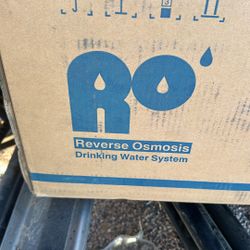 RO
Reverse Osmosis
Drinking Water System